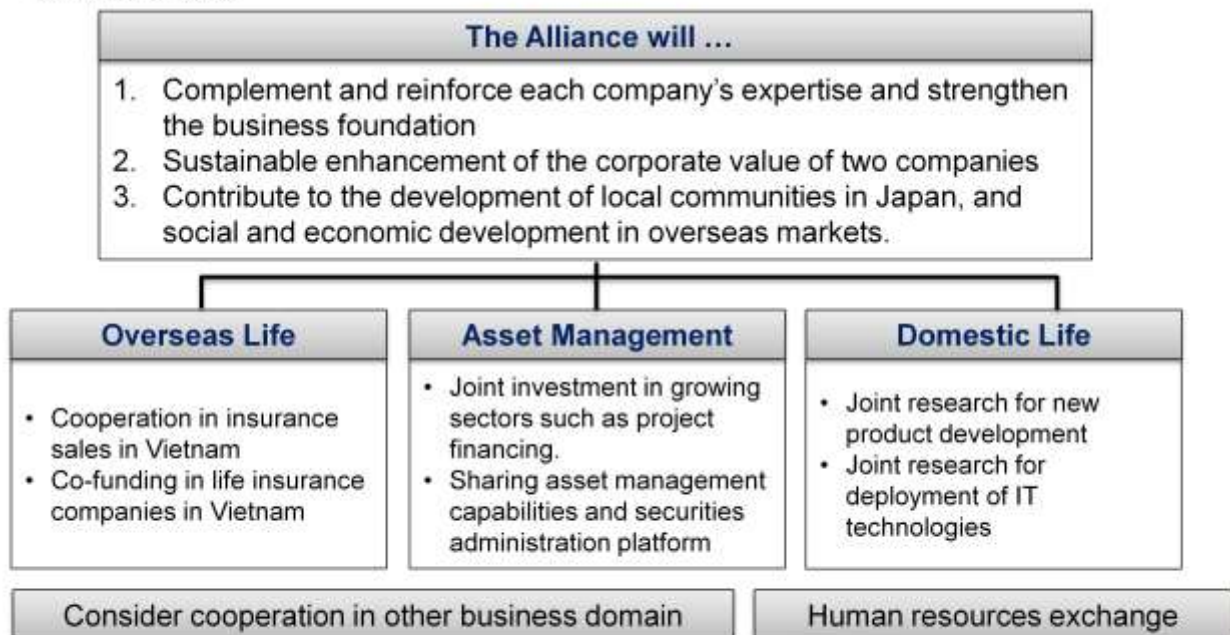 The Alliance will …
1. Complement and reinforce each company's expertise and strengthen
the business foundation
2. Sustainable enhancement of the corporate value of two companies
3. Contribute to the development of local communities in Japan, and
social and economic development in overseas markets.
Overseas Life
• Cooperation in insurance
sales in Vietnam
• Co-funding in life insurance
companies in Vietnam
Asset Management
• Joint investment in growing
sectors such as project
financing.
• Sharing asset management
capabilities and securities
administration platform
Domestic Life
• Joint research for new
product development
• Joint research for
deployment of IT
technologies
Consider cooperation in other business domain
Human resources exchange